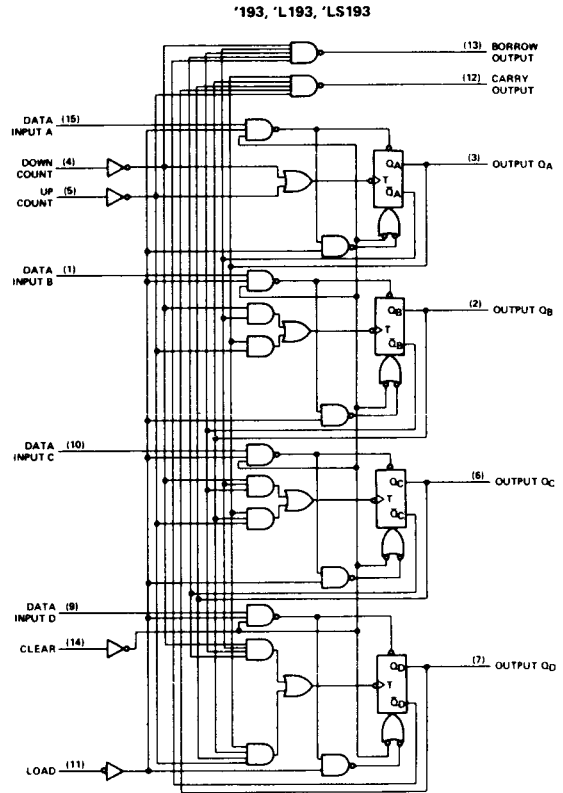 '193, 'L193, 'LS193
(13) BORROW OUTPUT
(12) CARRY OUTPUT
DATA INPUT A (15)
DOWN COUNT (4)
UP COUNT (5)
QA
T
Q̄A
(3) OUTPUT QA
DATA INPUT B (1)
QB
T
Q̄B
(2) OUTPUT QB
DATA INPUT C (10)
QC
T
Q̄C
(6) OUTPUT QC
DATA INPUT D (9)
CLEAR (14)
QD
T
Q̄D
(7) OUTPUT QD
LOAD (11)